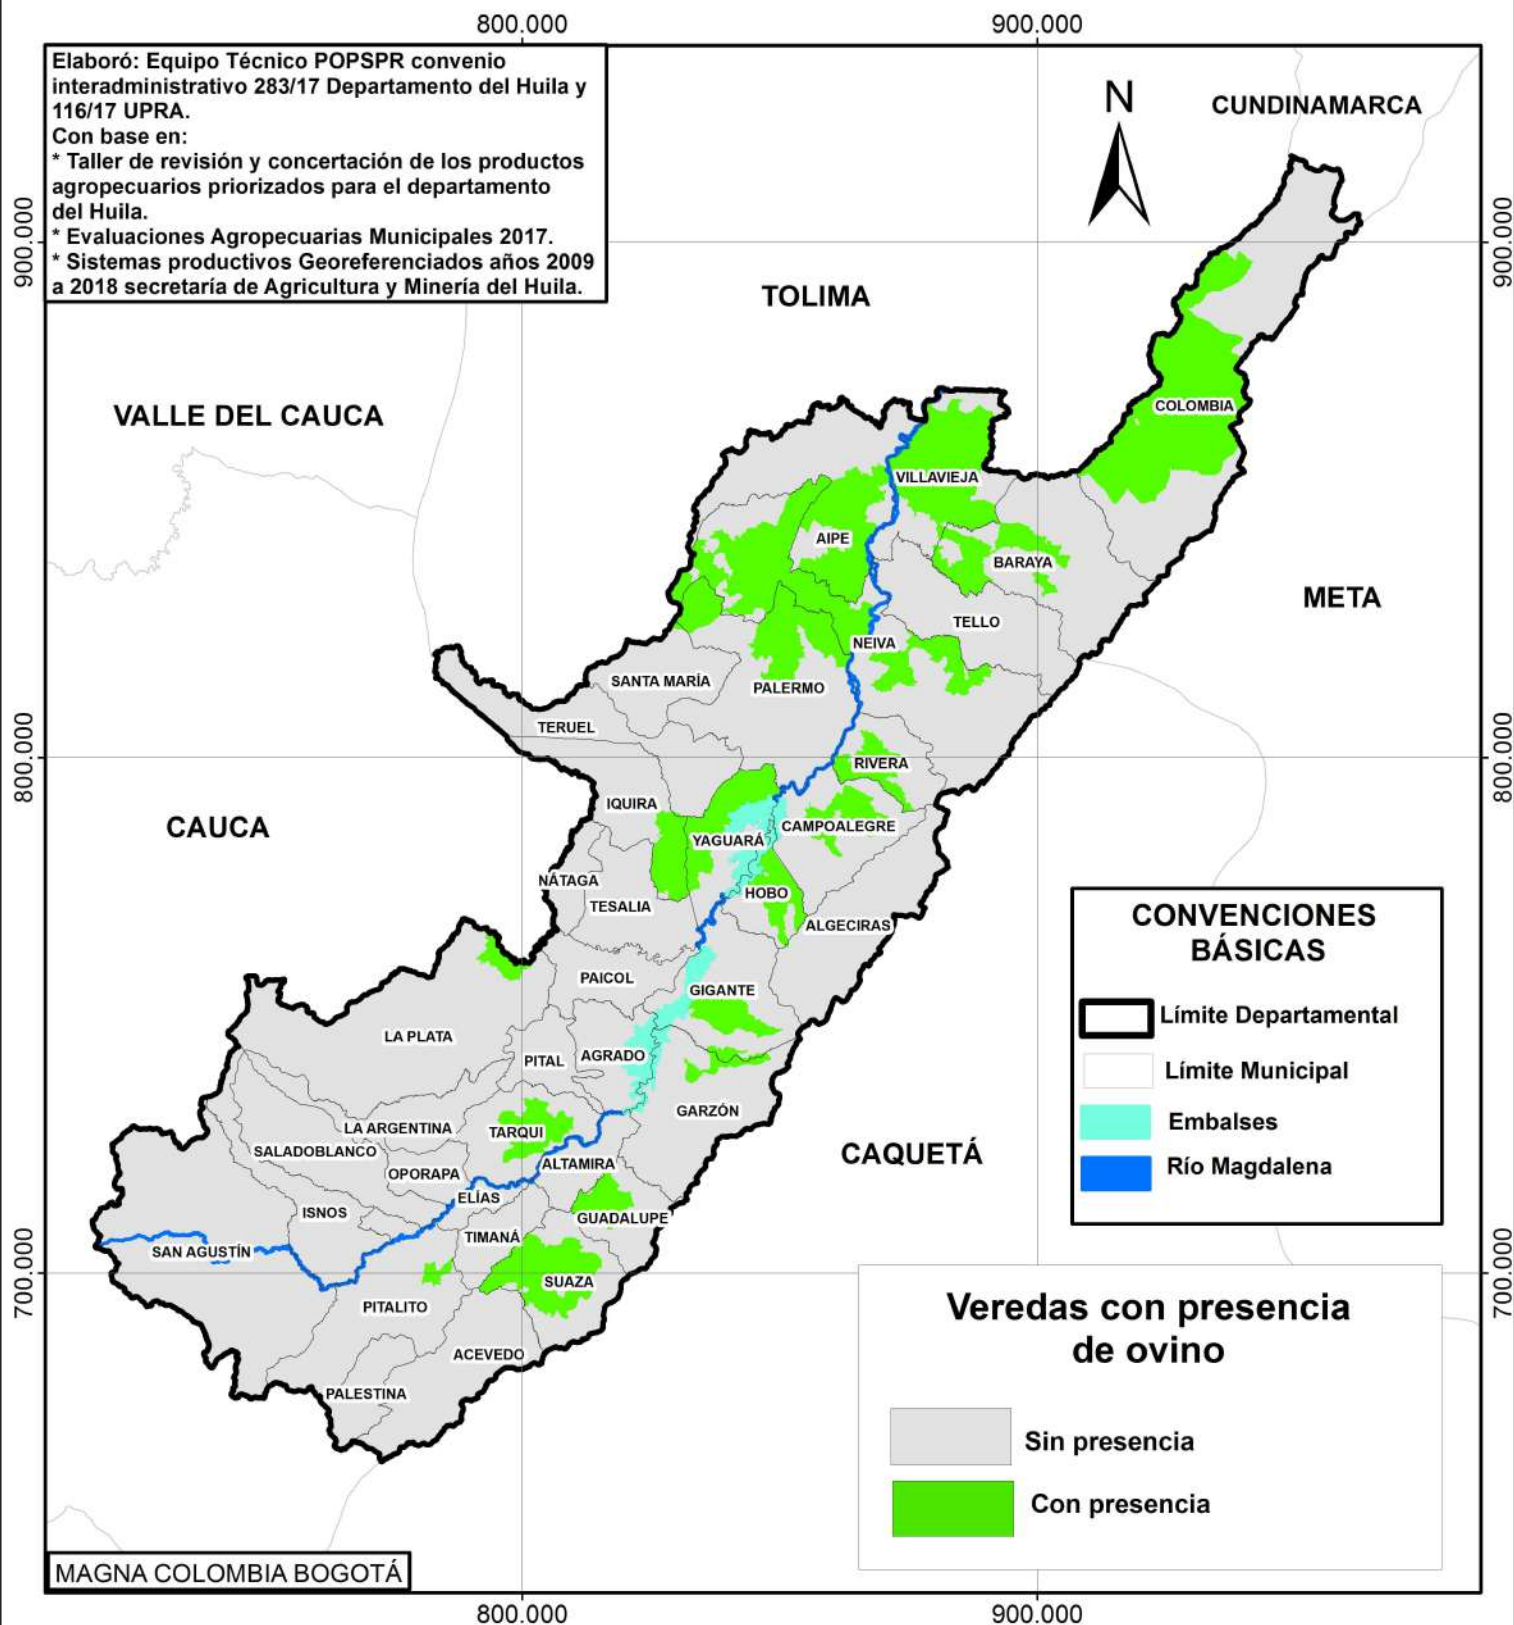 800.000
900.000
Elaboró: Equipo Técnico POPSPR convenio
interadministrativo 283/17 Departamento del Huila y
116/17 UPRA.
Con base en:
* Taller de revisión y concertación de los productos
agropecuarios priorizados para el departamento
del Huila.
* Evaluaciones Agropecuarias Municipales 2017.
* Sistemas productivos Georeferenciados años 2009
a 2018 secretaría de Agricultura y Minería del Huila.
N
CUNDINAMARCA
900.000
900.000
TOLIMA
VALLE DEL CAUCA
COLOMBIA
VILLAVIEJA
AIPE
BARAYA
META
TELLO
NEIVA
SANTA MARÍA
PALERMO
TERUEL
800.000
800.000
RIVERA
IQUIRA
CAUCA
CAMPOALEGRE
YAGUARÁ
NÁTAGA
HOBO
TESALIA
ALGECIRAS
PAICOL
GIGANTE
LA PLATA
AGRADO
PITAL
GARZÓN
LA ARGENTINA
TARQUI
SALADOBLANCO
CAQUETÁ
ALTAMIRA
OPORAPA
ELÍAS
ISNOS
GUADALUPE
TIMANÁ
SAN AGUSTÍN
SUAZA
700.000
700.000
PITALITO
ACEVEDO
PALESTINA
CONVENCIONES
BÁSICAS
Límite Departamental
Límite Municipal
Embalses
Río Magdalena
Veredas con presencia
de ovino
Sin presencia
Con presencia
MAGNA COLOMBIA BOGOTÁ
800.000
900.000